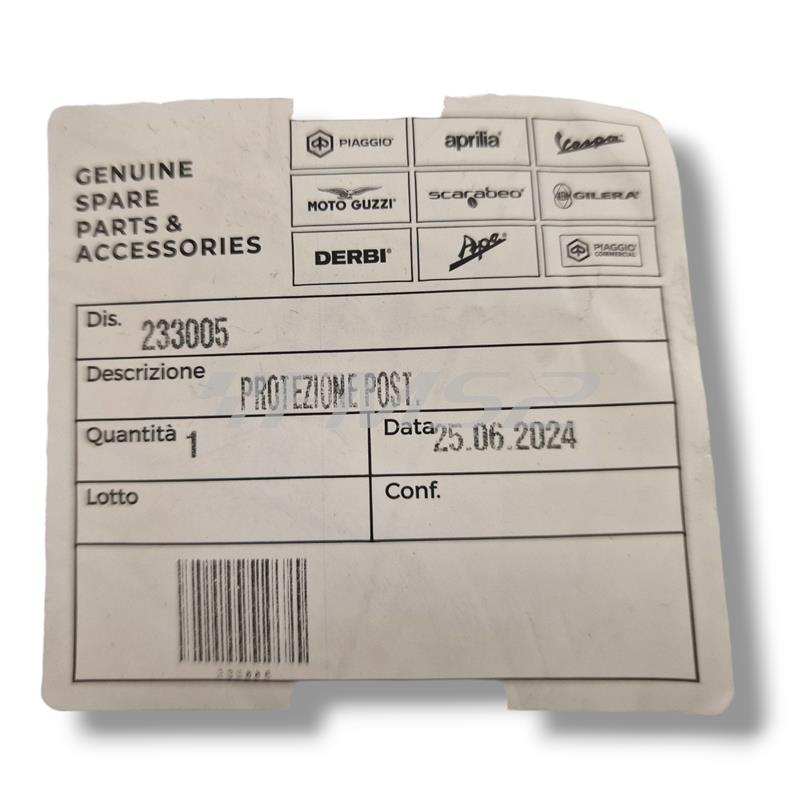 GENUINE
SPARE
PARTS &
ACCESSORIES
PIAGGIO® aprilia® Vespa
MOTO GUZZI® scarabeo® GILERA®
DERBI® Ape PIAGGIO COMMERCIAL
Dis. 233005
Descrizione PROTEZIONE POST.
Quantità 1 Data 25.06.2024
Lotto Conf.